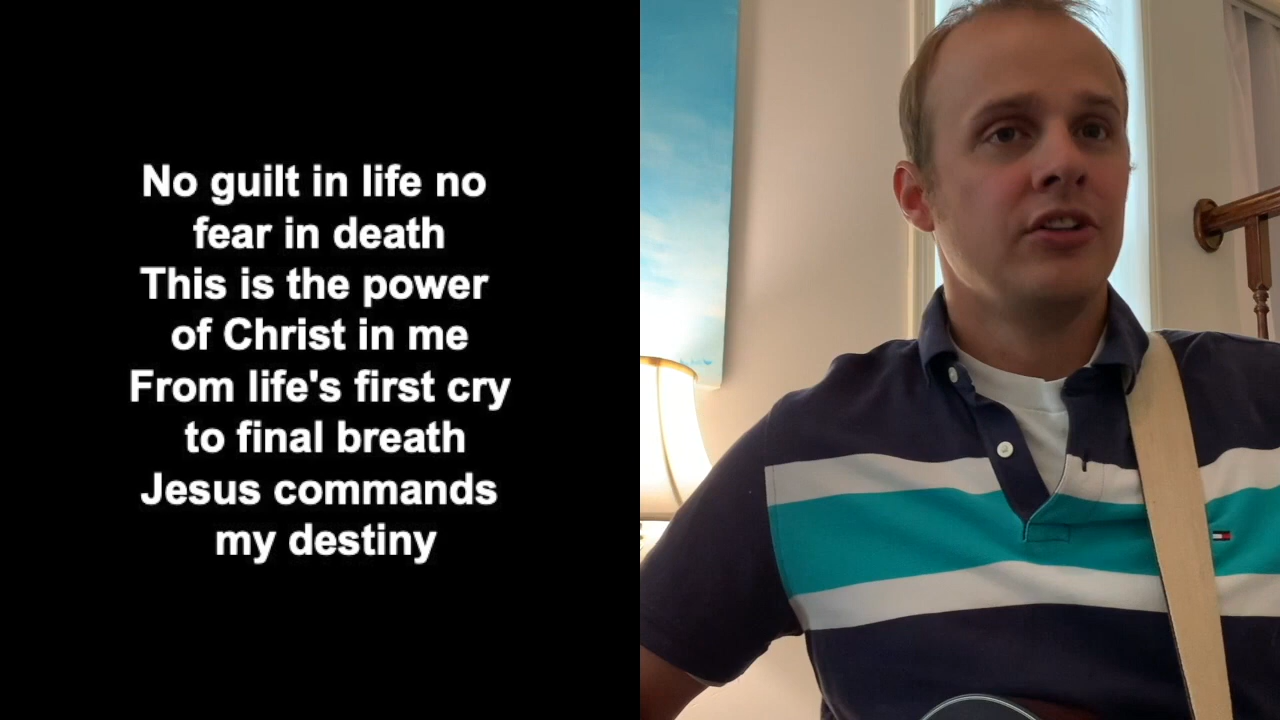 No guilt in life no
fear in death
This is the power
of Christ in me
From life's first cry
to final breath
Jesus commands
my destiny